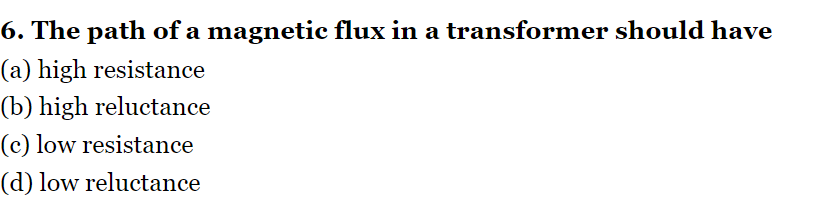 6. The path of a magnetic flux in a transformer should have
(a) high resistance
(b) high reluctance
(c) low resistance
(d) low reluctance